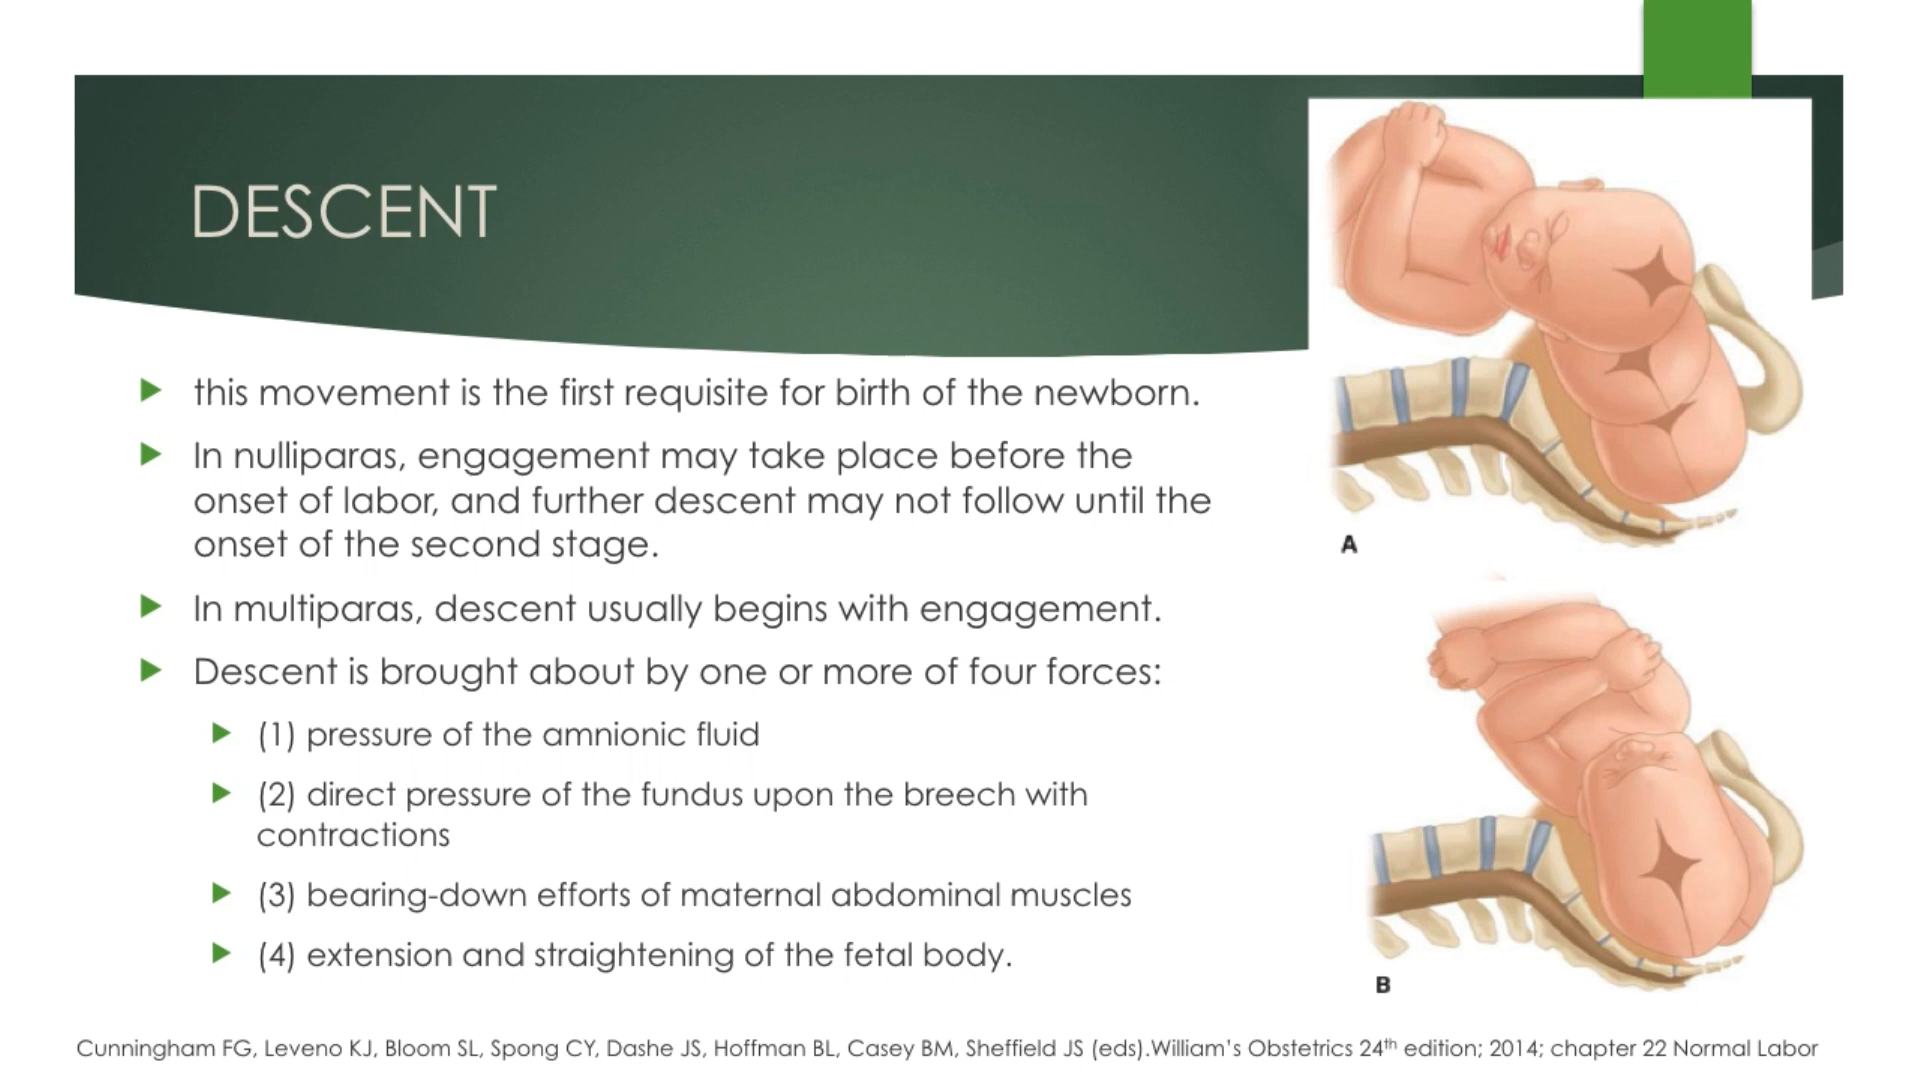 DESCENT
this movement is the first requisite for birth of the newborn.
In nulliparas, engagement may take place before the
onset of labor, and further descent may not follow until the
onset of the second stage.
In multiparas, descent usually begins with engagement.
Descent is brought about by one or more of four forces:
(1) pressure of the amnionic fluid
(2) direct pressure of the fundus upon the breech with
contractions
(3) bearing-down efforts of maternal abdominal muscles
(4) extension and straightening of the fetal body.
A
B
Cunningham FG, Leveno KJ, Bloom SL, Spong CY, Dashe JS, Hoffman BL, Casey BM, Sheffield JS (eds).William's Obstetrics 24th edition; 2014; chapter 22 Normal Labor